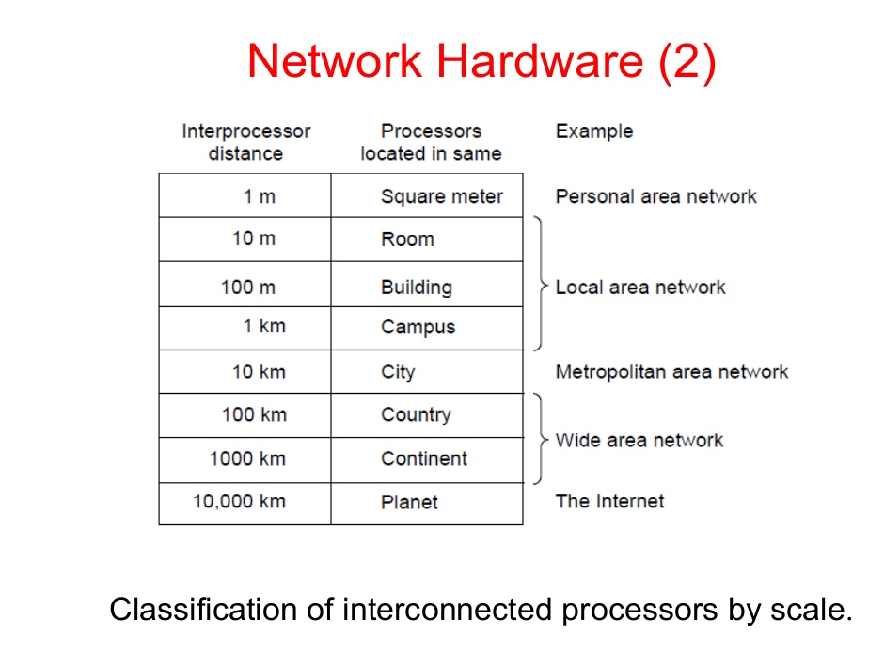 Network Hardware (2)
Interprocessor distance Processors located in same Example
1 m Square meter Personal area network
10 m Room
100 m Building Local area network
1 km Campus
10 km City Metropolitan area network
100 km Country
Wide area network
1000 km Continent
10,000 km Planet The Internet
Classification of interconnected processors by scale.